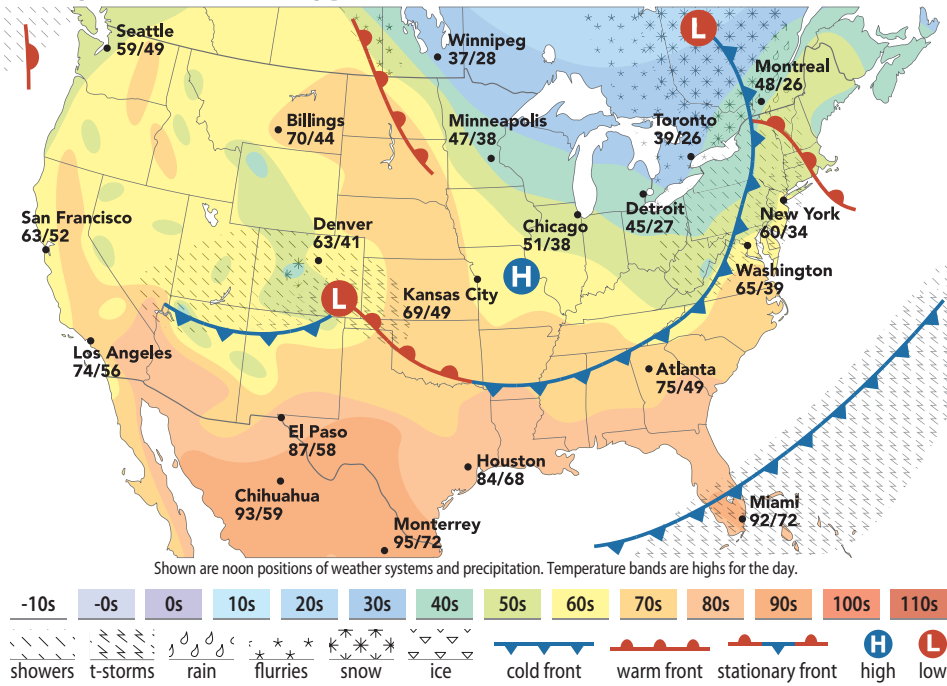 Seattle
59/49
Winnipeg
37/28
L
Montreal
48/26
Billings
70/44
Minneapolis
47/38
Toronto
39/26
San Francisco
63/52
Denver
63/41
Chicago
51/38
Detroit
45/27
New York
60/34
H
L
Kansas City
69/49
Washington
65/39
Los Angeles
74/56
Atlanta
75/49
El Paso
87/58
Houston
84/68
Chihuahua
93/59
Miami
92/72
Monterrey
95/72
Shown are noon positions of weather systems and precipitation. Temperature bands are highs for the day.
-10s -0s 0s 10s 20s 30s 40s 50s 60s 70s 80s 90s 100s 110s
H L
showers t-storms rain flurries snow ice cold front warm front stationary front high low